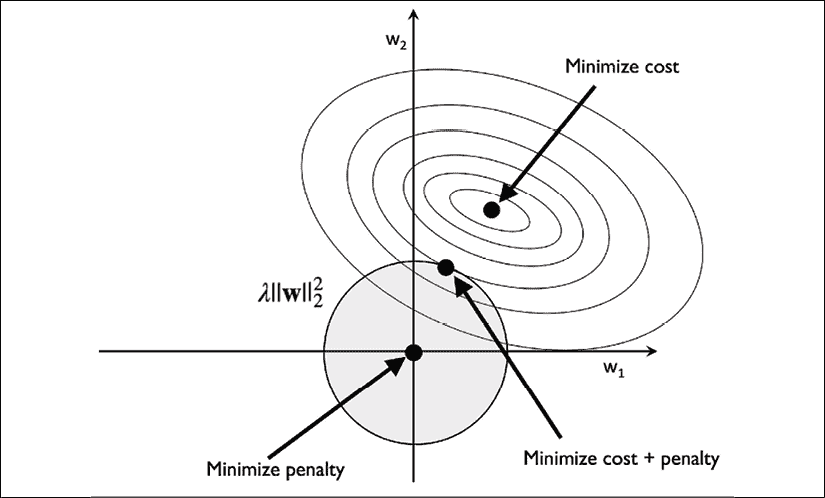 w₂
Minimize cost
λ||w||₂²
w₁
Minimize penalty
Minimize cost + penalty